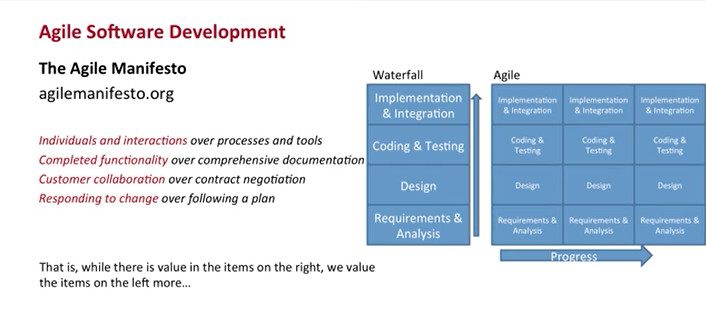 Agile Software Development
The Agile Manifesto
agilemanifesto.org
Individuals and interactions over processes and tools
Completed functionality over comprehensive documentation
Customer collaboration over contract negotiation
Responding to change over following a plan
That is, while there is value in the items on the right, we value
the items on the left more...
Waterfall
Implementation
& Integration
Coding & Testing
Design
Requirements &
Analysis
Agile
Implementation
& Integration
Implementation
& Integration
Implementation
& Integration
Coding &
Testing
Coding &
Testing
Coding &
Testing
Design
Design
Design
Requirements &
Analysis
Requirements &
Analysis
Requirements &
Analysis
Progress